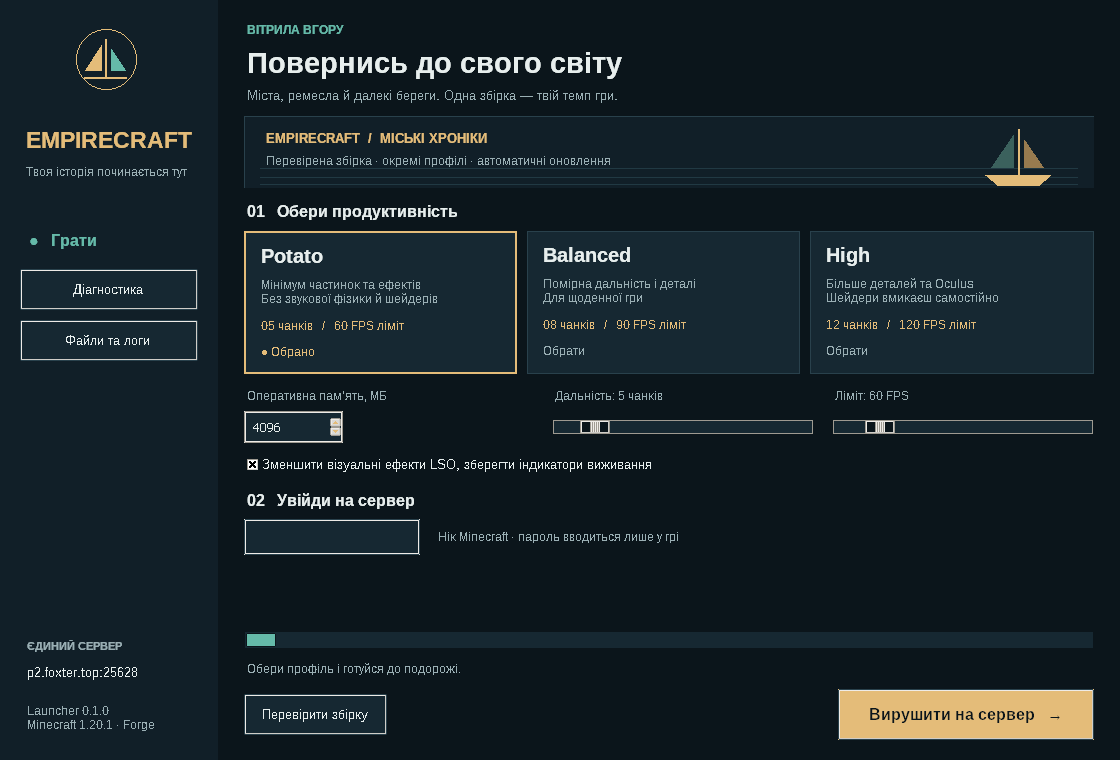 EMPIRECRAFT
Твоя історія починається тут
● Грати
Діагностика
Файли та логи
ЄДИНИЙ СЕРВЕР
p2.foxter.top:25628
Launcher 0.1.0
Minecraft 1.20.1 · Forge
ВІТРИЛА ВГОРУ
Повернись до свого світу
Міста, ремесла й далекі береги. Одна збірка — твій темп гри.
EMPIRECRAFT / МІСЬКІ ХРОНІКИ
Перевірена збірка · окремі профілі · автоматичні оновлення
01 Обери продуктивність
Potato
Мінімум частинок та ефектів
Без звукової фізики й шейдерів
05 чанків / 60 FPS ліміт
● Обрано
Balanced
Помірна дальність і деталі
Для щоденної гри
08 чанків / 90 FPS ліміт
Обрати
High
Більше деталей та Oculus
Шейдери вмикаєш самостійно
12 чанків / 120 FPS ліміт
Обрати
Оперативна пам'ять, МБ
4096
Дальність: 5 чанків
Ліміт: 60 FPS
Зменшити візуальні ефекти LSO, зберегти індикатори виживання
02 Увійди на сервер
Нік Minecraft · пароль вводиться лише у грі
Обери профіль і готуйся до подорожі.
Перевірити збірку
Вирушити на сервер →